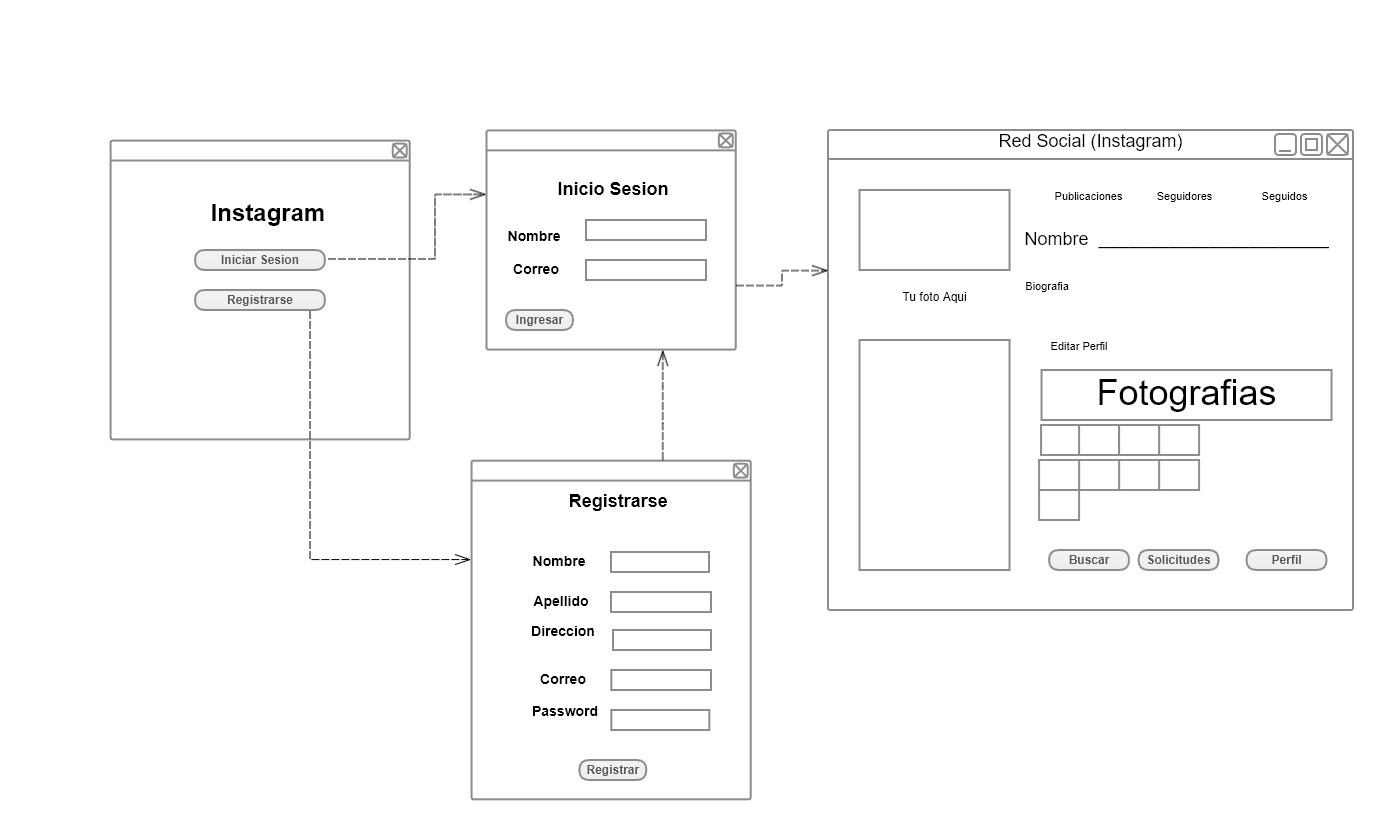 Instagram
Iniciar Sesion
Registrarse
Inicio Sesion
Nombre
Correo
Ingresar
Registrarse
Nombre
Apellido
Direccion
Correo
Password
Registrar
Red Social (Instagram)
Publicaciones Seguidores Seguidos
Nombre _______________________
Tu foto Aqui
Biografia
Editar Perfil
Fotografias
Buscar Solicitudes Perfil